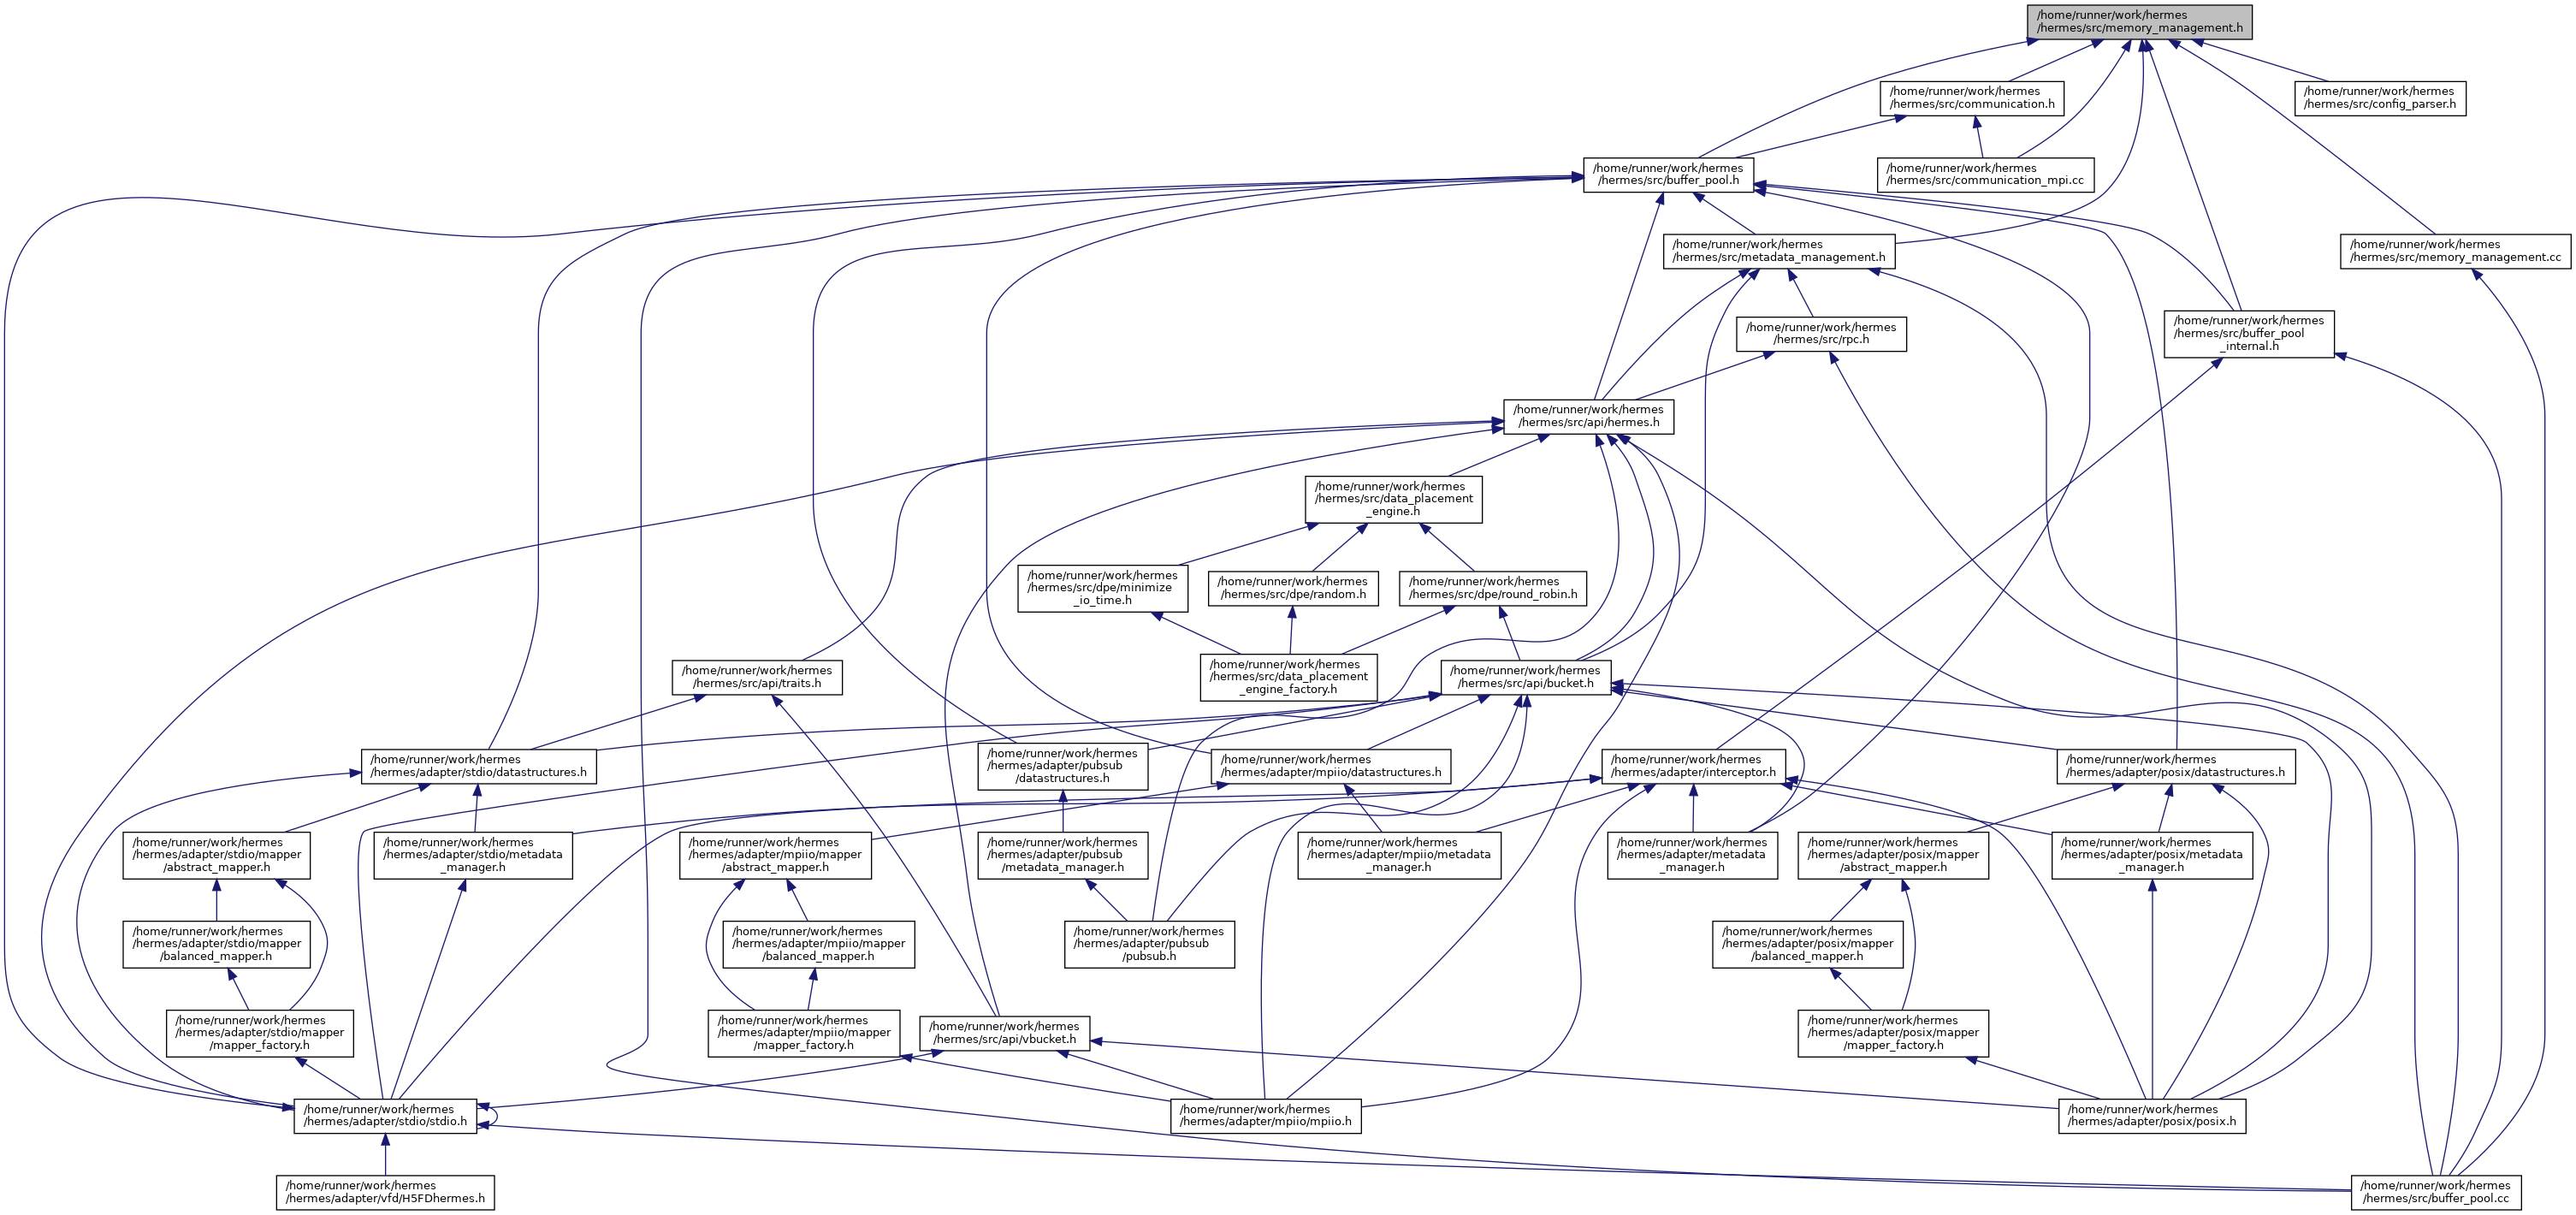 /home/runner/work/hermes
/hermes/src/memory_management.h
/home/runner/work/hermes
/hermes/src/communication.h
/home/runner/work/hermes
/hermes/src/config_parser.h
/home/runner/work/hermes
/hermes/src/buffer_pool.h
/home/runner/work/hermes
/hermes/src/communication_mpi.cc
/home/runner/work/hermes
/hermes/src/metadata_management.h
/home/runner/work/hermes
/hermes/src/memory_management.cc
/home/runner/work/hermes
/hermes/src/rpc.h
/home/runner/work/hermes
/hermes/src/buffer_pool
_internal.h
/home/runner/work/hermes
/hermes/src/api/hermes.h
/home/runner/work/hermes
/hermes/src/data_placement
_engine.h
/home/runner/work/hermes
/hermes/src/dpe/minimize
_io_time.h
/home/runner/work/hermes
/hermes/src/dpe/random.h
/home/runner/work/hermes
/hermes/src/dpe/round_robin.h
/home/runner/work/hermes
/hermes/src/api/traits.h
/home/runner/work/hermes
/hermes/src/data_placement
_engine_factory.h
/home/runner/work/hermes
/hermes/src/api/bucket.h
/home/runner/work/hermes
/hermes/adapter/stdio/datastructures.h
/home/runner/work/hermes
/hermes/adapter/pubsub
/datastructures.h
/home/runner/work/hermes
/hermes/adapter/mpiio/datastructures.h
/home/runner/work/hermes
/hermes/adapter/interceptor.h
/home/runner/work/hermes
/hermes/adapter/posix/datastructures.h
/home/runner/work/hermes
/hermes/adapter/stdio/mapper
/abstract_mapper.h
/home/runner/work/hermes
/hermes/adapter/stdio/metadata
_manager.h
/home/runner/work/hermes
/hermes/adapter/mpiio/mapper
/abstract_mapper.h
/home/runner/work/hermes
/hermes/adapter/pubsub
/metadata_manager.h
/home/runner/work/hermes
/hermes/adapter/mpiio/metadata
_manager.h
/home/runner/work/hermes
/hermes/adapter/metadata
_manager.h
/home/runner/work/hermes
/hermes/adapter/posix/mapper
/abstract_mapper.h
/home/runner/work/hermes
/hermes/adapter/posix/metadata
_manager.h
/home/runner/work/hermes
/hermes/adapter/stdio/mapper
/balanced_mapper.h
/home/runner/work/hermes
/hermes/adapter/mpiio/mapper
/balanced_mapper.h
/home/runner/work/hermes
/hermes/adapter/pubsub
/pubsub.h
/home/runner/work/hermes
/hermes/adapter/posix/mapper
/balanced_mapper.h
/home/runner/work/hermes
/hermes/adapter/stdio/mapper
/mapper_factory.h
/home/runner/work/hermes
/hermes/adapter/mpiio/mapper
/mapper_factory.h
/home/runner/work/hermes
/hermes/src/api/vbucket.h
/home/runner/work/hermes
/hermes/adapter/posix/mapper
/mapper_factory.h
/home/runner/work/hermes
/hermes/adapter/stdio/stdio.h
/home/runner/work/hermes
/hermes/adapter/mpiio/mpiio.h
/home/runner/work/hermes
/hermes/adapter/posix/posix.h
/home/runner/work/hermes
/hermes/adapter/vfd/H5FDhermes.h
/home/runner/work/hermes
/hermes/src/buffer_pool.cc